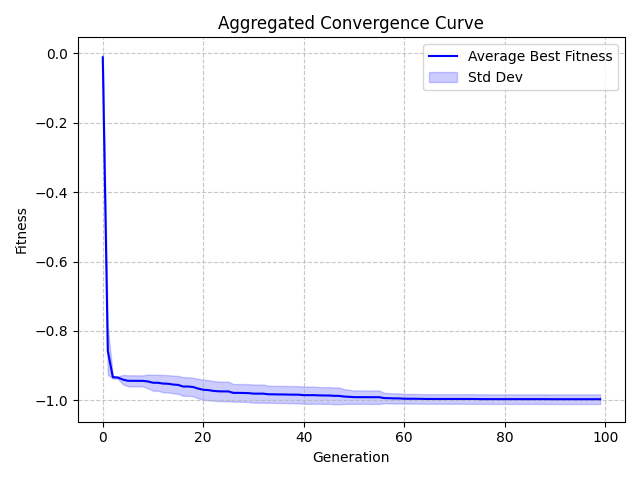 Aggregated Convergence Curve
Average Best Fitness
Std Dev
Fitness
0.0
−0.2
−0.4
−0.6
−0.8
−1.0
0 20 40 60 80 100
Generation